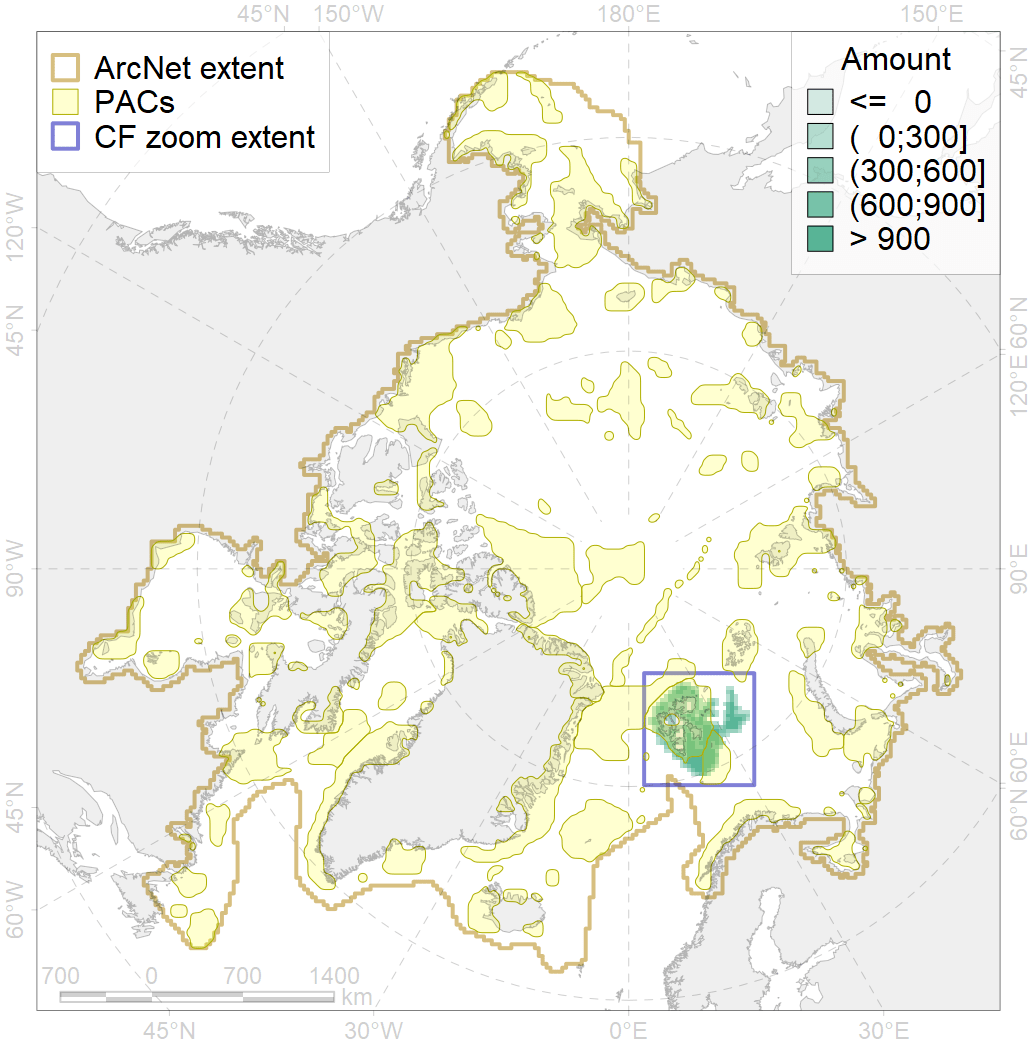 45°N 150°W 180°E 150°E
ArcNet extent
PACs
CF zoom extent
Amount
<= 0
( 0;300]
(300;600]
(600;900]
> 900
45°N
120°W
60°N
45°N
120°E
90°W
90°E
60°E
45°N
60°N
60°W
700 0 700 1400
km
45°W 30°W 0°E 30°E